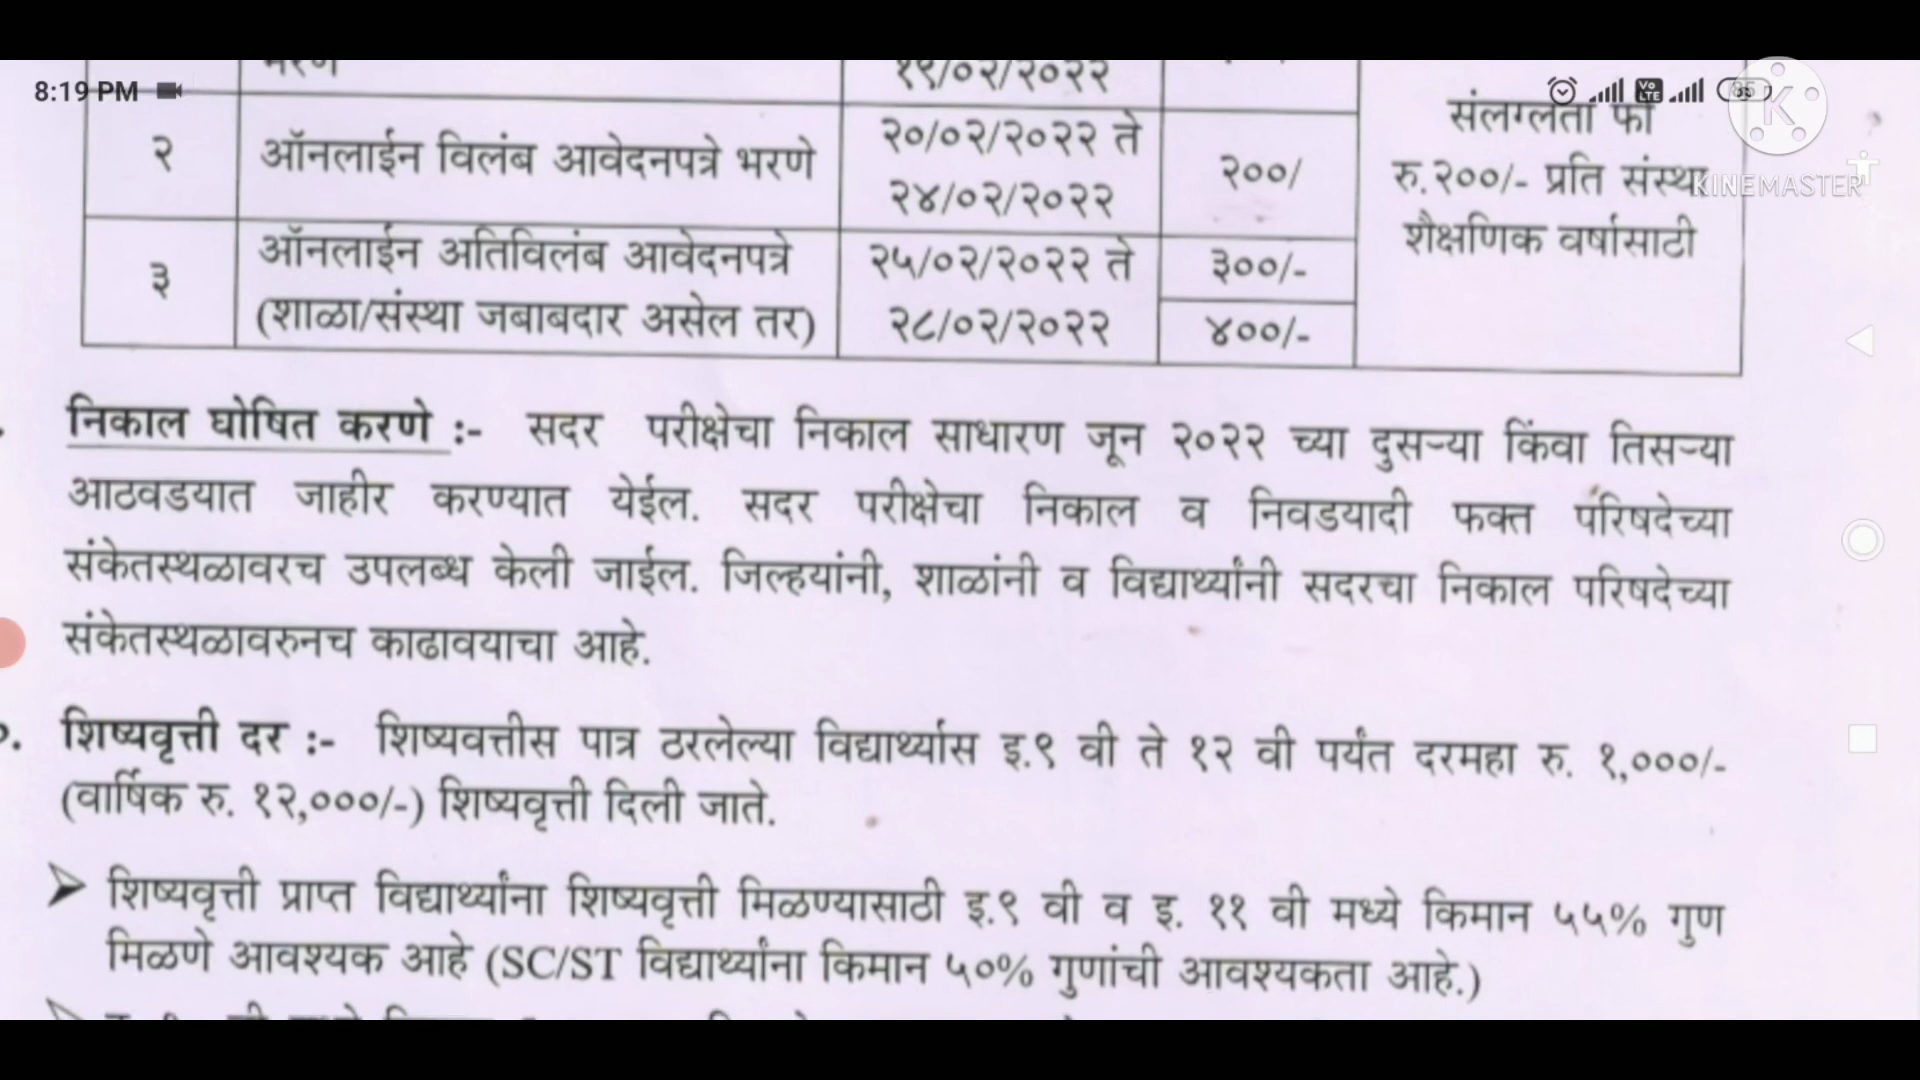 १९/०२/२०२२
8:19 PM
संलग्लता फी
K
२ ऑनलाईन विलंब आवेदनपत्रे भरणे २०/०२/२०२२ ते २००/
२४/०२/२०२२
रु.२००/- प्रति संस्था
KINEMASTER
शैक्षणिक वर्षासाटी
३ ऑनलाईन अतिविलंब आवेदनपत्रे २५/०२/२०२२ ते ३००/-
(शाळा/संस्था जबाबदार असेल तर) २८/०२/२०२२ ४००/-
निकाल घोषित करणे :- सदर परीक्षेचा निकाल साधारण जून २०२२ च्या दुसऱ्या किंवा तिसऱ्या
आठवडयात जाहीर करण्यात येईल. सदर परीक्षेचा निकाल व निवडयादी फक्त परिषदेच्या
संकेतस्थळावरच उपलब्ध केली जाईल. जिल्हयांनी, शाळांनी व विद्यार्थ्यांनी सदरचा निकाल परिषदेच्या
संकेतस्थळावरुनच काढावयाचा आहे.
शिष्यवृत्ती दर :- शिष्यवत्तीस पात्र ठरलेल्या विद्यार्थ्यास इ.९ वी ते १२ वी पर्यंत दरमहा रु. १,०००/-
(वार्षिक रु. १२,०००/-) शिष्यवृत्ती दिली जाते.
शिष्यवृत्ती प्राप्त विद्यार्थ्यांना शिष्यवृत्ती मिळण्यासाठी इ.९ वी व इ. ११ वी मध्ये किमान ५५% गुण
मिळणे आवश्यक आहे (SC/ST विद्यार्थ्यांना किमान ५०% गुणांची आवश्यकता आहे.)